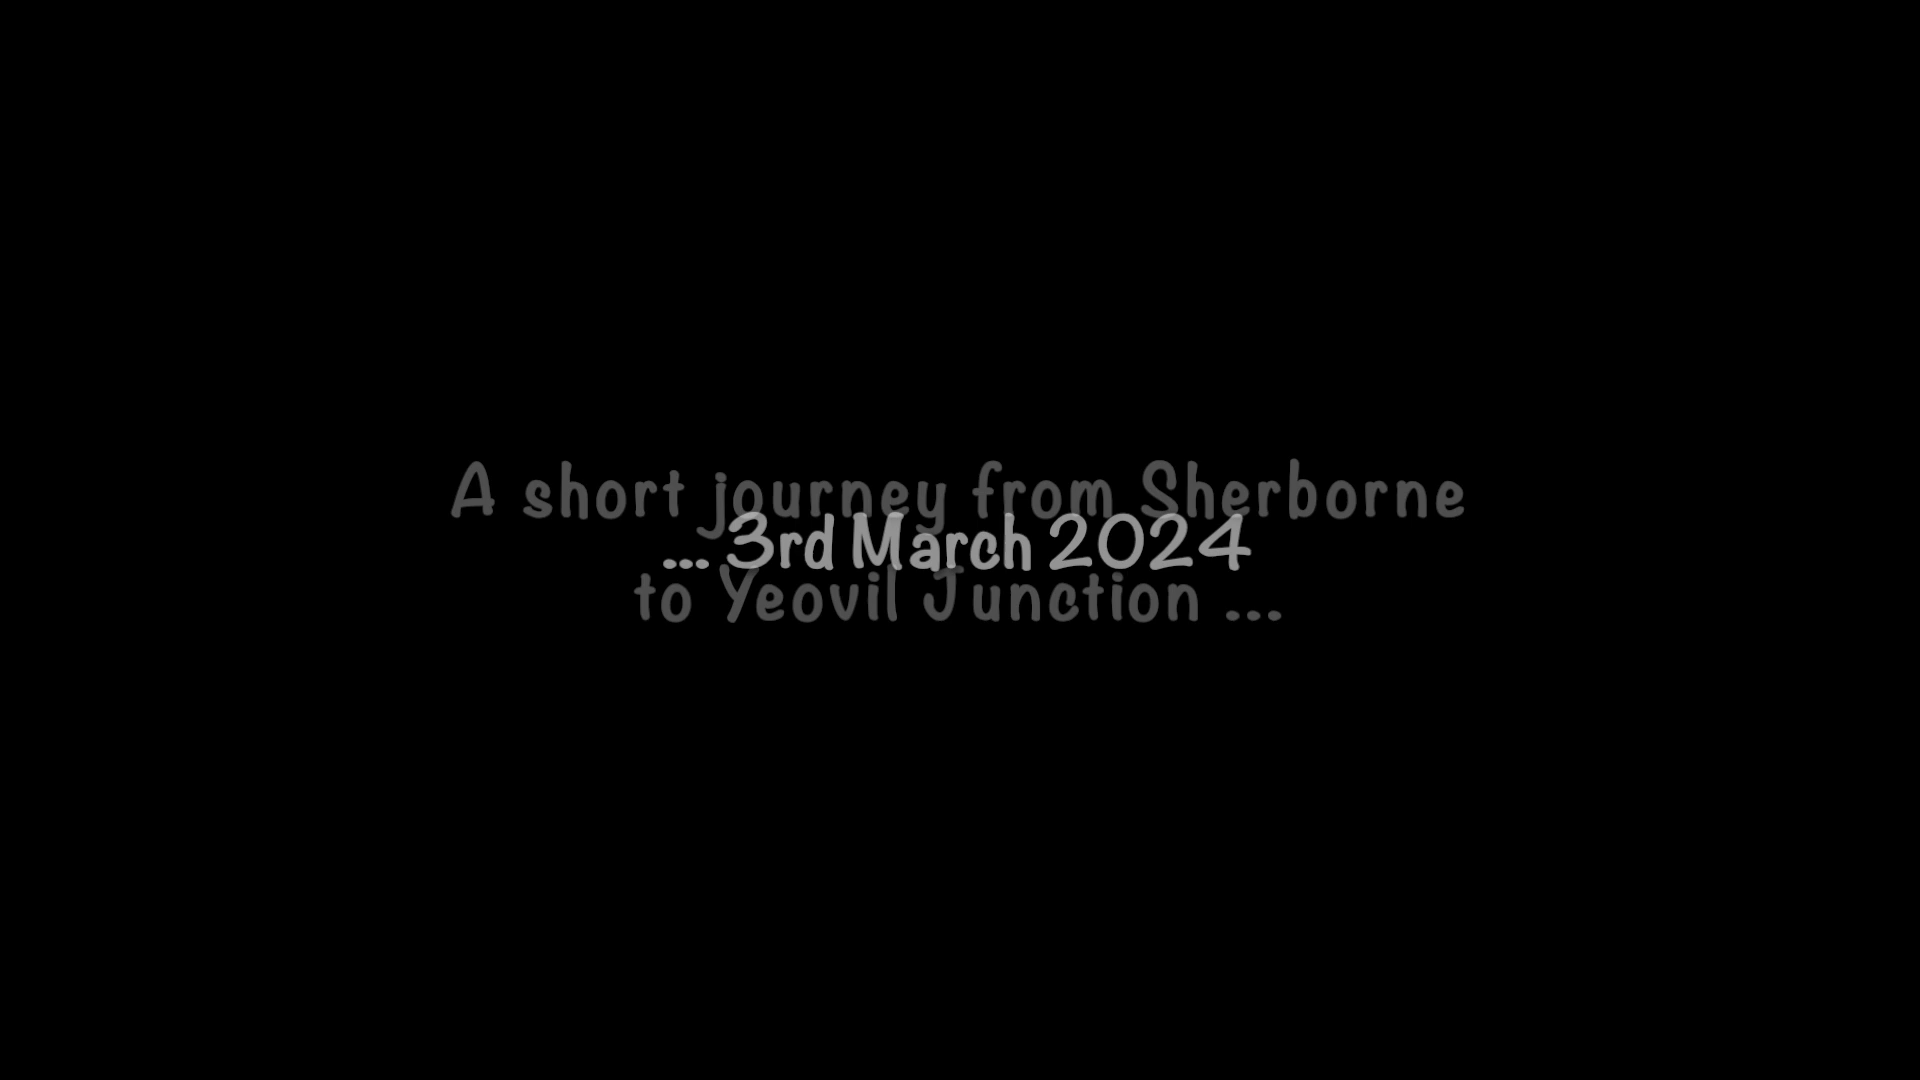 A short journey from Sherborne
... 3rd March 2024
to Yeovil Junction ...